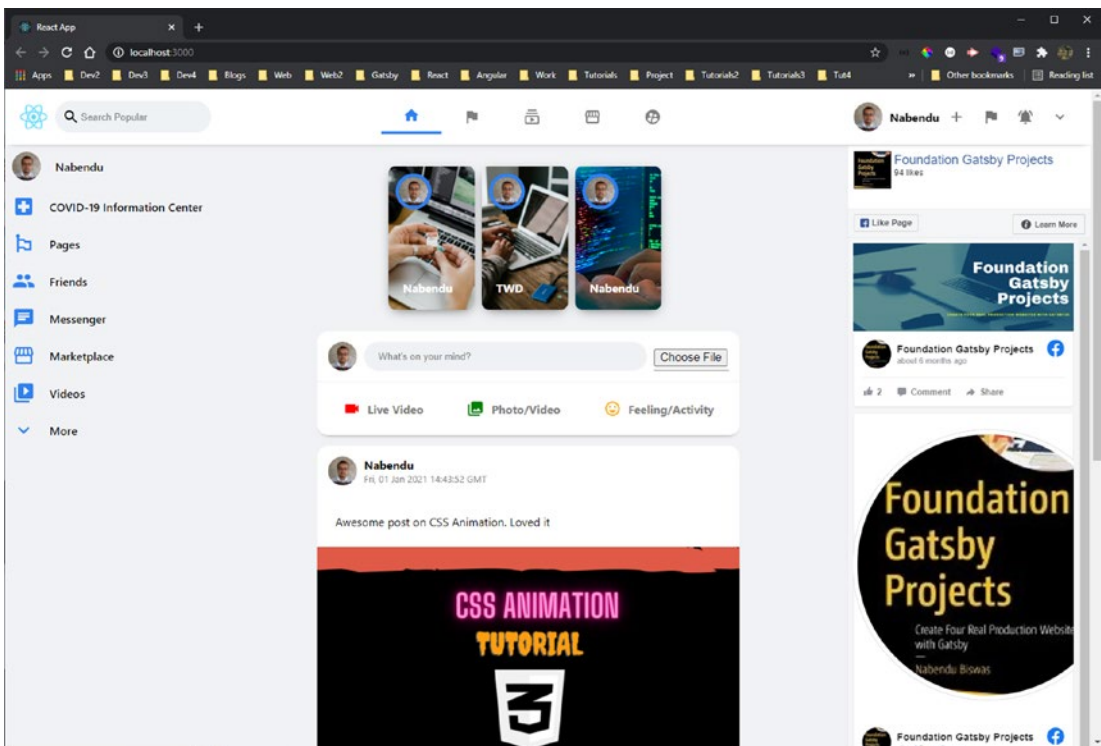 React App
localhost:3000
Apps Dev2 Dev3 Dev4 Blogs Web Web2 Gatsby React Angular Work Tutorials Project Tutorials2 Tutorials3 Tut4 » Other bookmarks Reading list
Search Popular
Nabendu
Nabendu
COVID-19 Information Center
Pages
Friends
Messenger
Marketplace
Videos
More
Nabendu
TWD
Nabendu
What's on your mind?
Choose File
Live Video
Photo/Video
Feeling/Activity
Nabendu
Fri, 01 Jan 2021 14:43:52 GMT
Awesome post on CSS Animation. Loved it
CSS ANIMATION
TUTORIAL
3
Foundation Gatsby Projects
94 likes
Like Page
Learn More
Foundation
Gatsby
Projects
Foundation Gatsby Projects
about 6 months ago
2 Comment Share
Foundation
Gatsby
Projects
Create Four Real Production Website
with Gatsby
Nabendu Biswas
Foundation Gatsby Projects